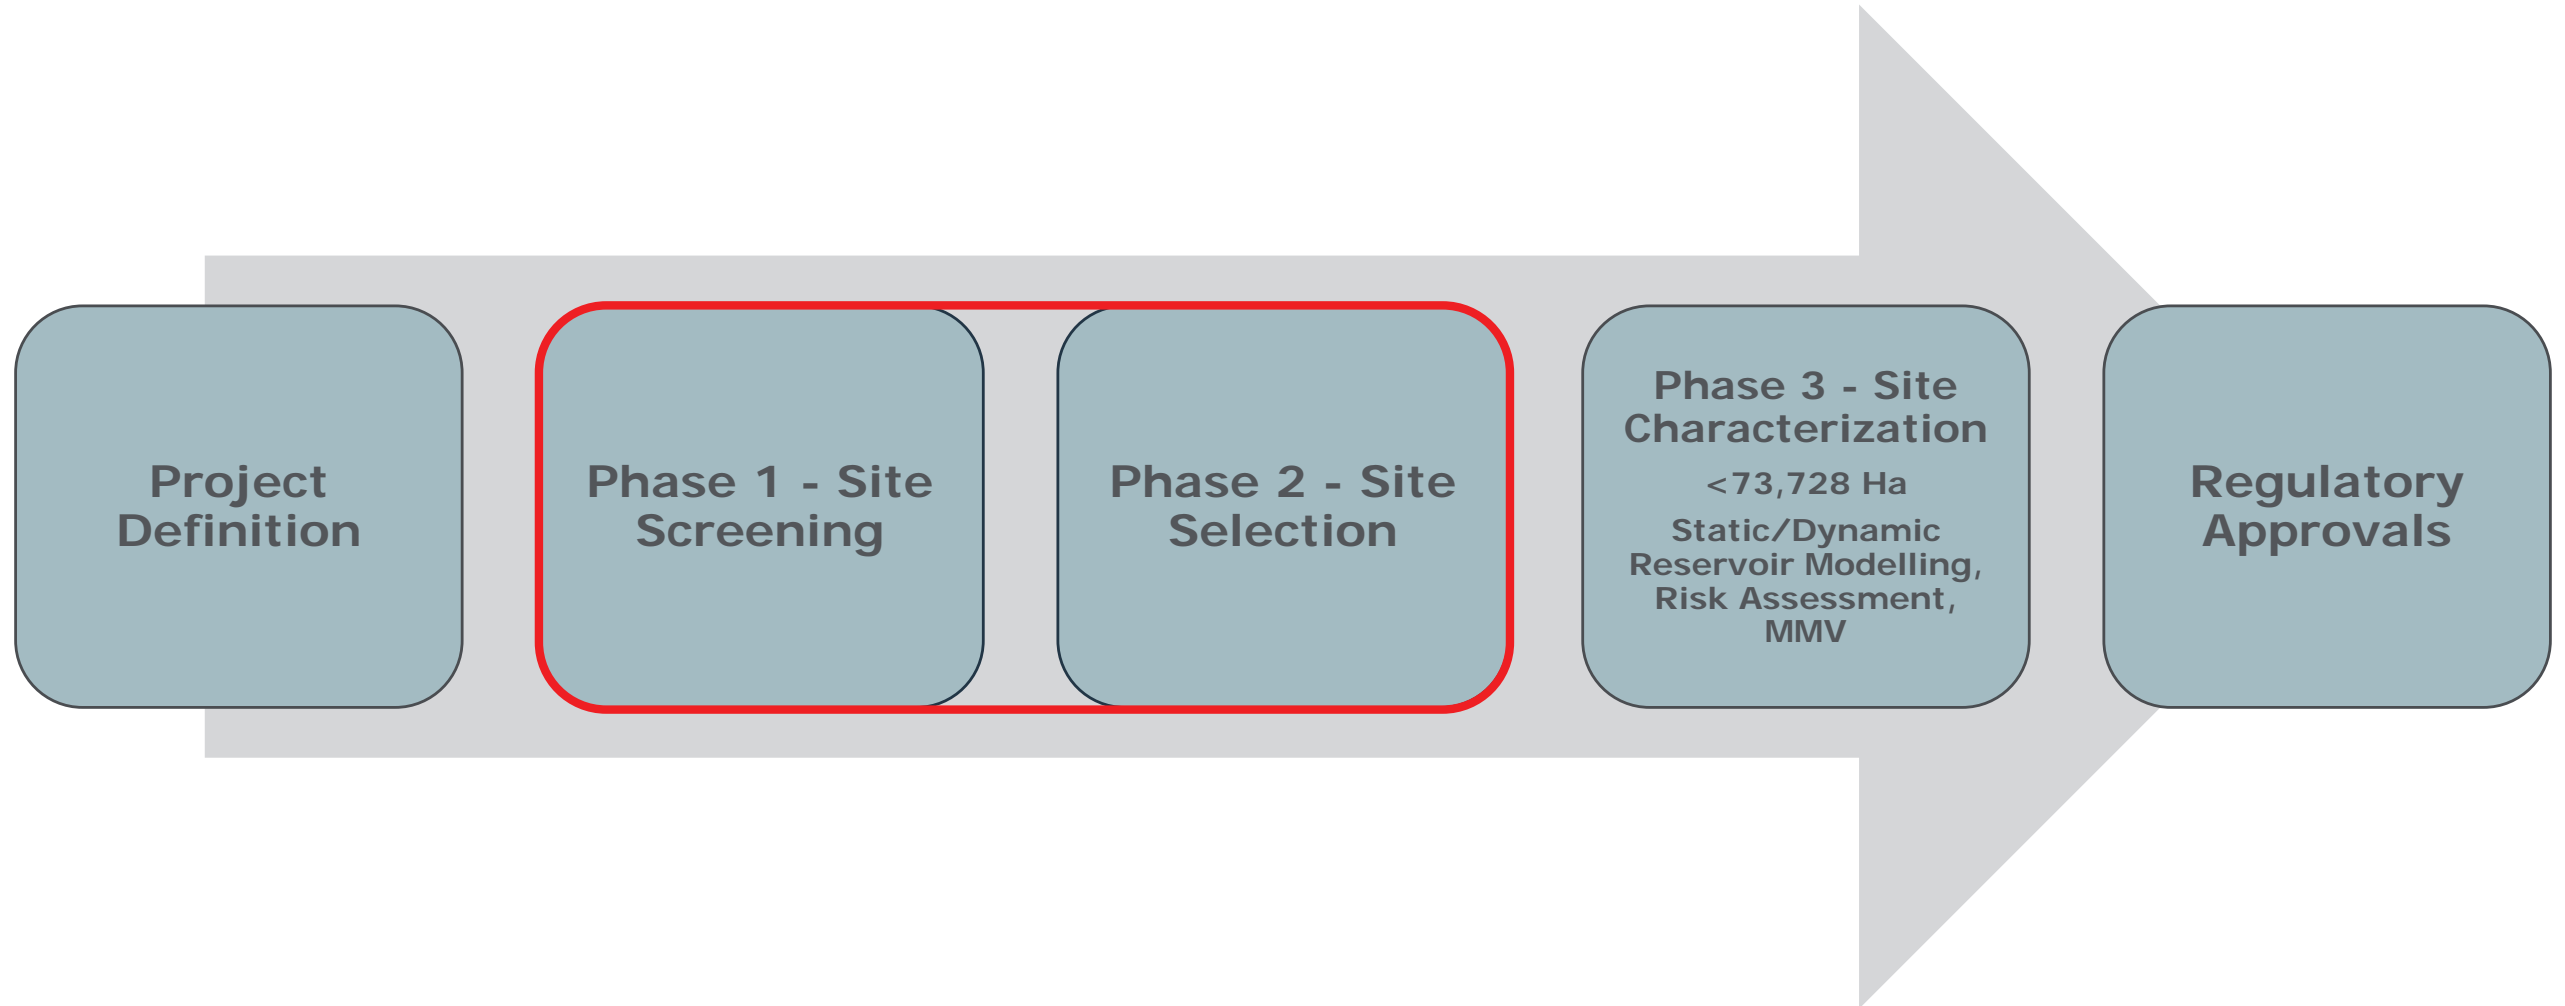 Project
Definition
Phase 1 - Site
Screening
Phase 2 - Site
Selection
Phase 3 - Site
Characterization
<73,728 Ha
Static/Dynamic
Reservoir Modelling,
Risk Assessment,
MMV
Regulatory
Approvals